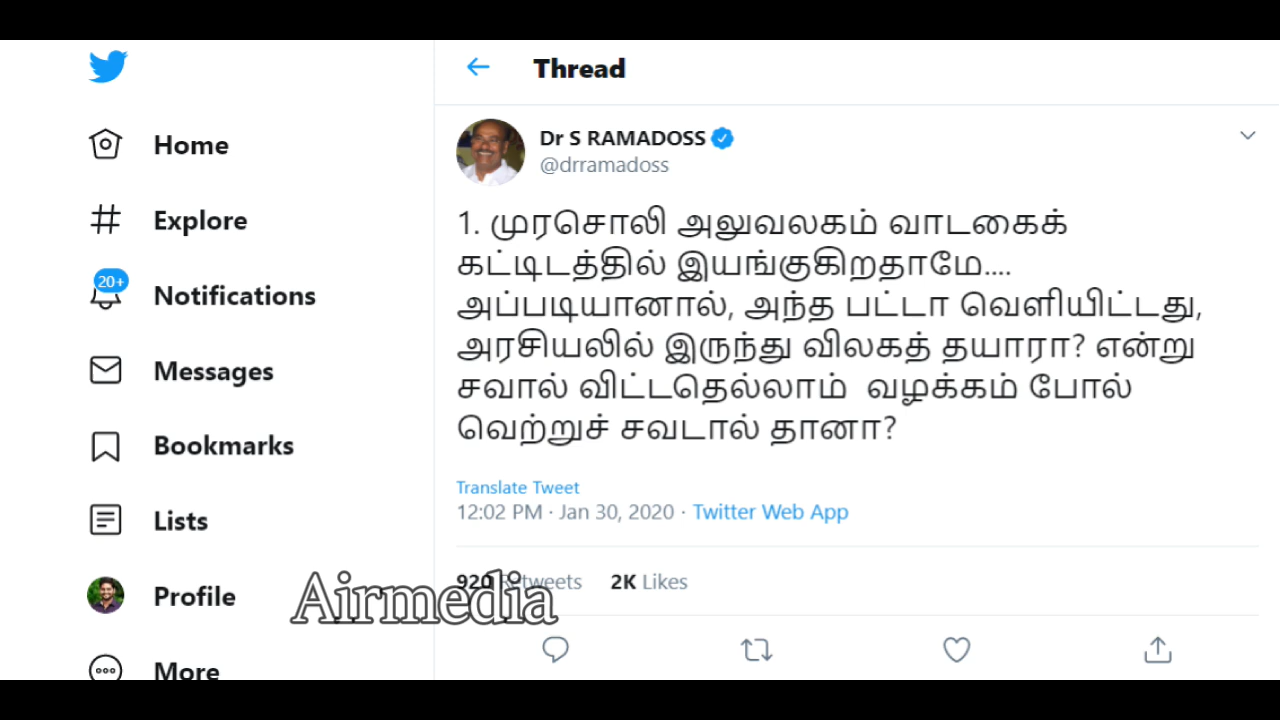 Thread
Home
Explore
20+
Notifications
Messages
Bookmarks
Lists
Profile
More
Dr S RAMADOSS
@drramadoss
1. முரசொலி அலுவலகம் வாடகைக்
கட்டிடத்தில் இயங்குகிறதாமே....
அப்படியானால், அந்த பட்டா வெளியிட்டது,
அரசியலில் இருந்து விலகத் தயாரா? என்று
சவால் விட்டதெல்லாம் வழக்கம் போல்
வெற்றுச் சவடால் தானா?
Translate Tweet
12:02 PM · Jan 30, 2020 · Twitter Web App
920 Retweets 2K Likes
Airmedia